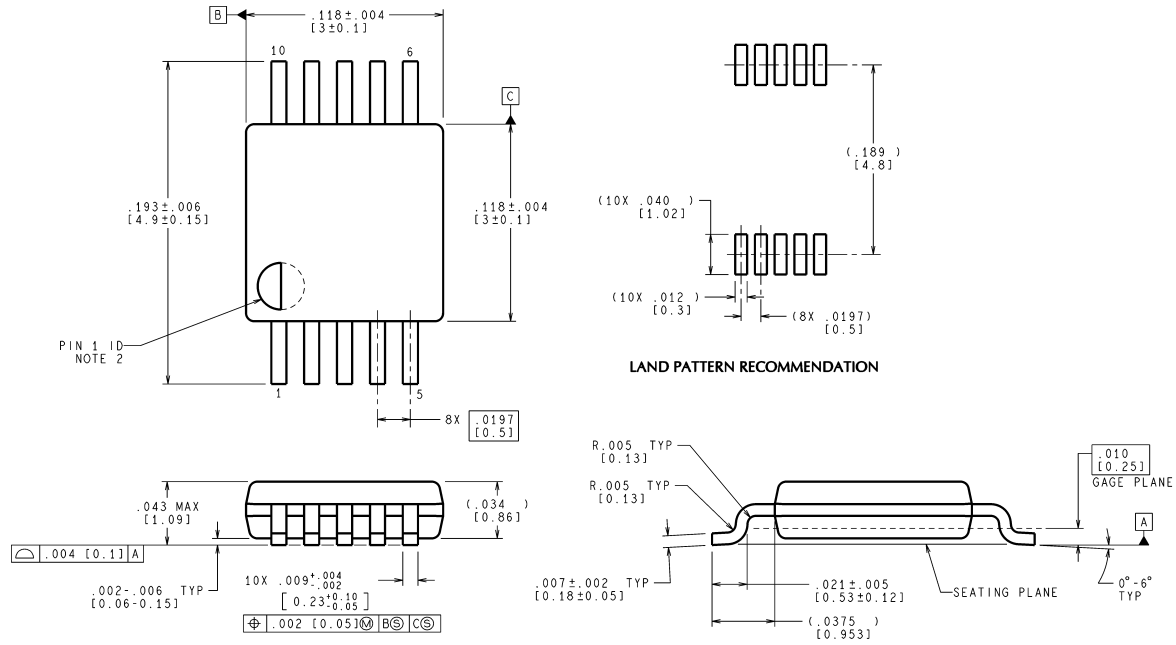 B
.118±.004
[3±0.1]
10
6
C
.193±.006
[4.9±0.15]
.118±.004
[3±0.1]
PIN 1 ID
NOTE 2
1
5
8X .0197
[0.5]
(.189 )
[4.8]
(10X .040 )
[1.02]
(10X .012 )
[0.3]
(8X .0197)
[0.5]
LAND PATTERN RECOMMENDATION
.043 MAX
[1.09]
(.034 )
[0.86]
⌓ .004 [0.1] A
.002-.006 TYP
[0.06-0.15]
10X .009+.004-.002
[0.23+0.10-0.05]
⌖ .002 [0.05]Ⓜ BⓈ CⓈ
R.005 TYP
[0.13]
R.005 TYP
[0.13]
.010
[0.25]
GAGE PLANE
A
.007±.002 TYP
[0.18±0.05]
.021±.005
[0.53±0.12]
SEATING PLANE
0°-6°
TYP
(.0375 )
[0.953]